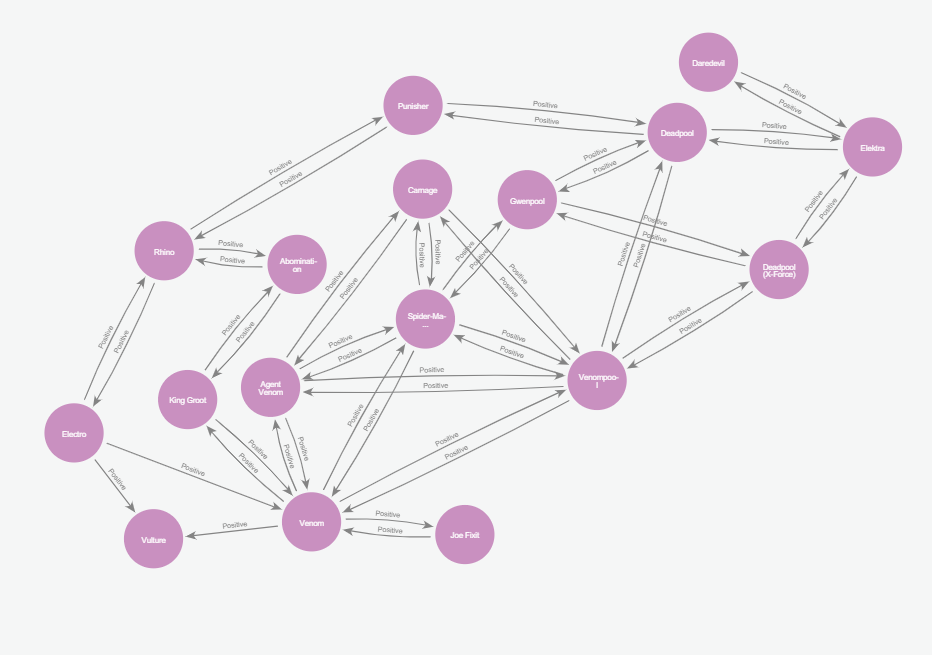 Daredevil
Positive
Positive
Punisher
Positive
Positive
Deadpool
Positive
Positive
Elektra
Positive
Positive
Positive
Positive
Carnage
Gwenpool
Positive
Positive
Positive
Positive
Rhino
Positive
Positive
Abominati-
on
Positive
Positive
Positive
Positive
Positive
Positive
Positive
Positive
Deadpool
(X-Force)
Positive
Positive
Positive
Positive
Positive
Positive
Spider-Ma-
...
Positive
Positive
Positive
Positive
Positive
Positive
Positive
Positive
Positive
Positive
King Groot
Agent
Venom
Positive
Positive
Venompoo-
l
Electro
Positive
Positive
Positive
Positive
Positive
Positive
Positive
Positive
Positive
Positive
Vulture
Positive
Venom
Positive
Positive
Joe Fixit